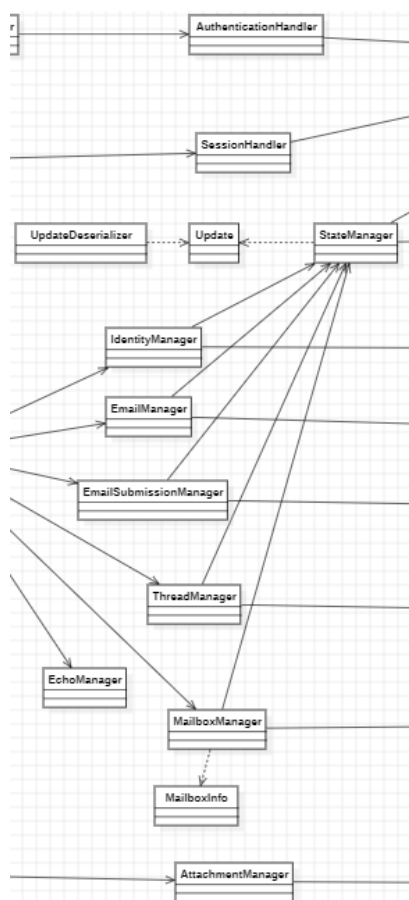 r
AuthenticationHandler
SessionHandler
UpdateDeserializer
Update
StateManager
IdentityManager
EmailManager
EmailSubmissionManager
ThreadManager
EchoManager
MailboxManager
MailboxInfo
AttachmentManager